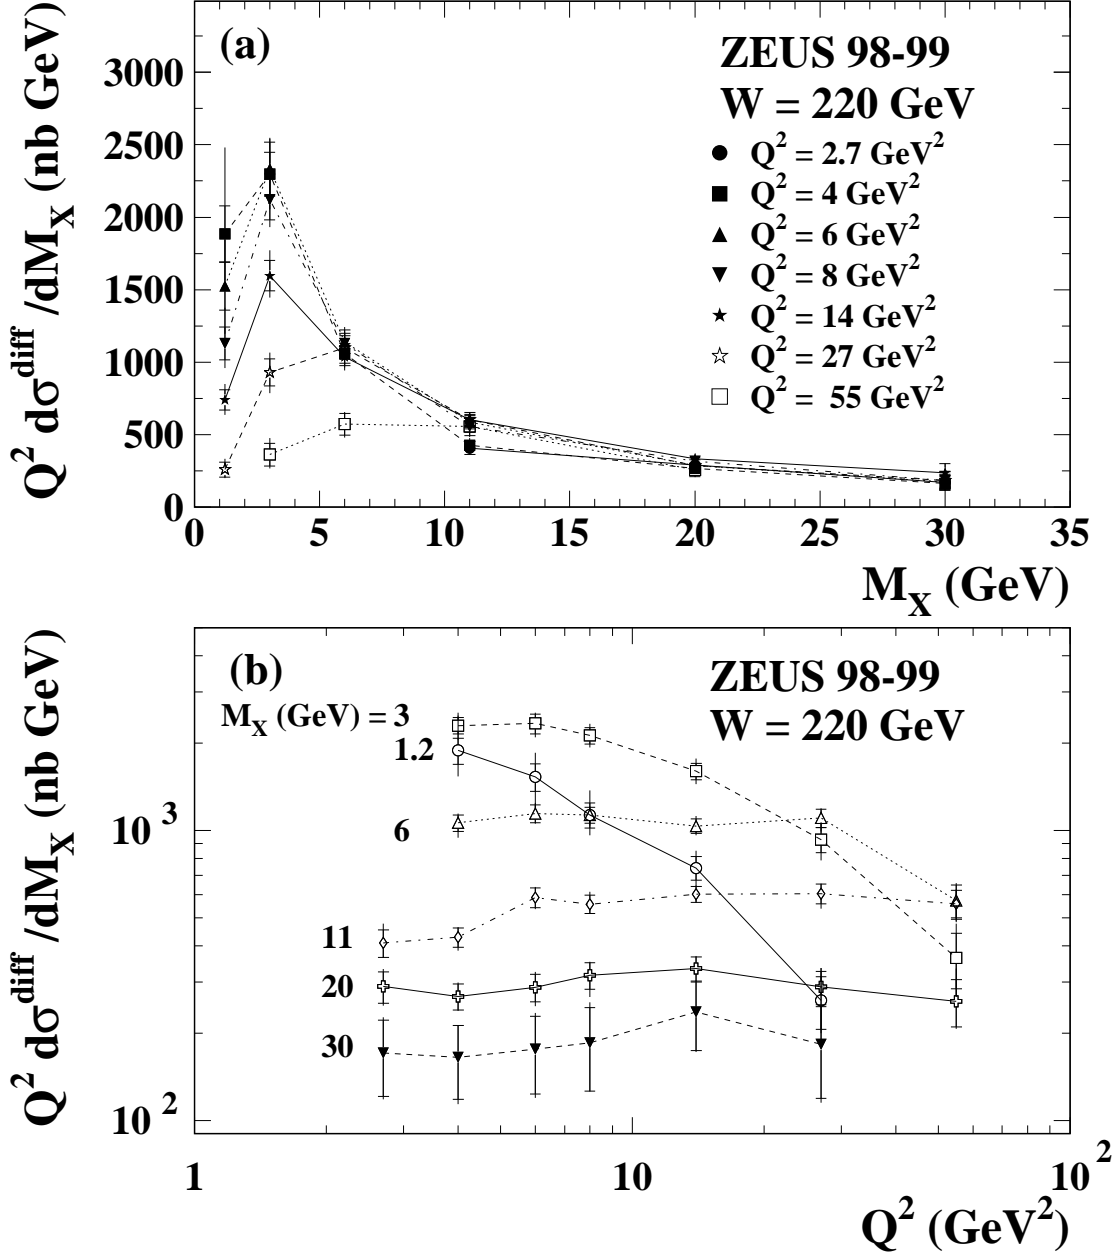 (a)
ZEUS 98-99
W = 220 GeV
Q² = 2.7 GeV²
Q² = 4 GeV²
Q² = 6 GeV²
Q² = 8 GeV²
Q² = 14 GeV²
Q² = 27 GeV²
Q² = 55 GeV²
Q² dσ^diff /dM_X (nb GeV)
3000
2500
2000
1500
1000
500
0
0 5 10 15 20 25 30 35
M_X (GeV)
(b)
ZEUS 98-99
W = 220 GeV
M_X (GeV) = 3
1.2
6
11
20
30
Q² dσ^diff /dM_X (nb GeV)
10³
10²
1 10 10²
Q² (GeV²)